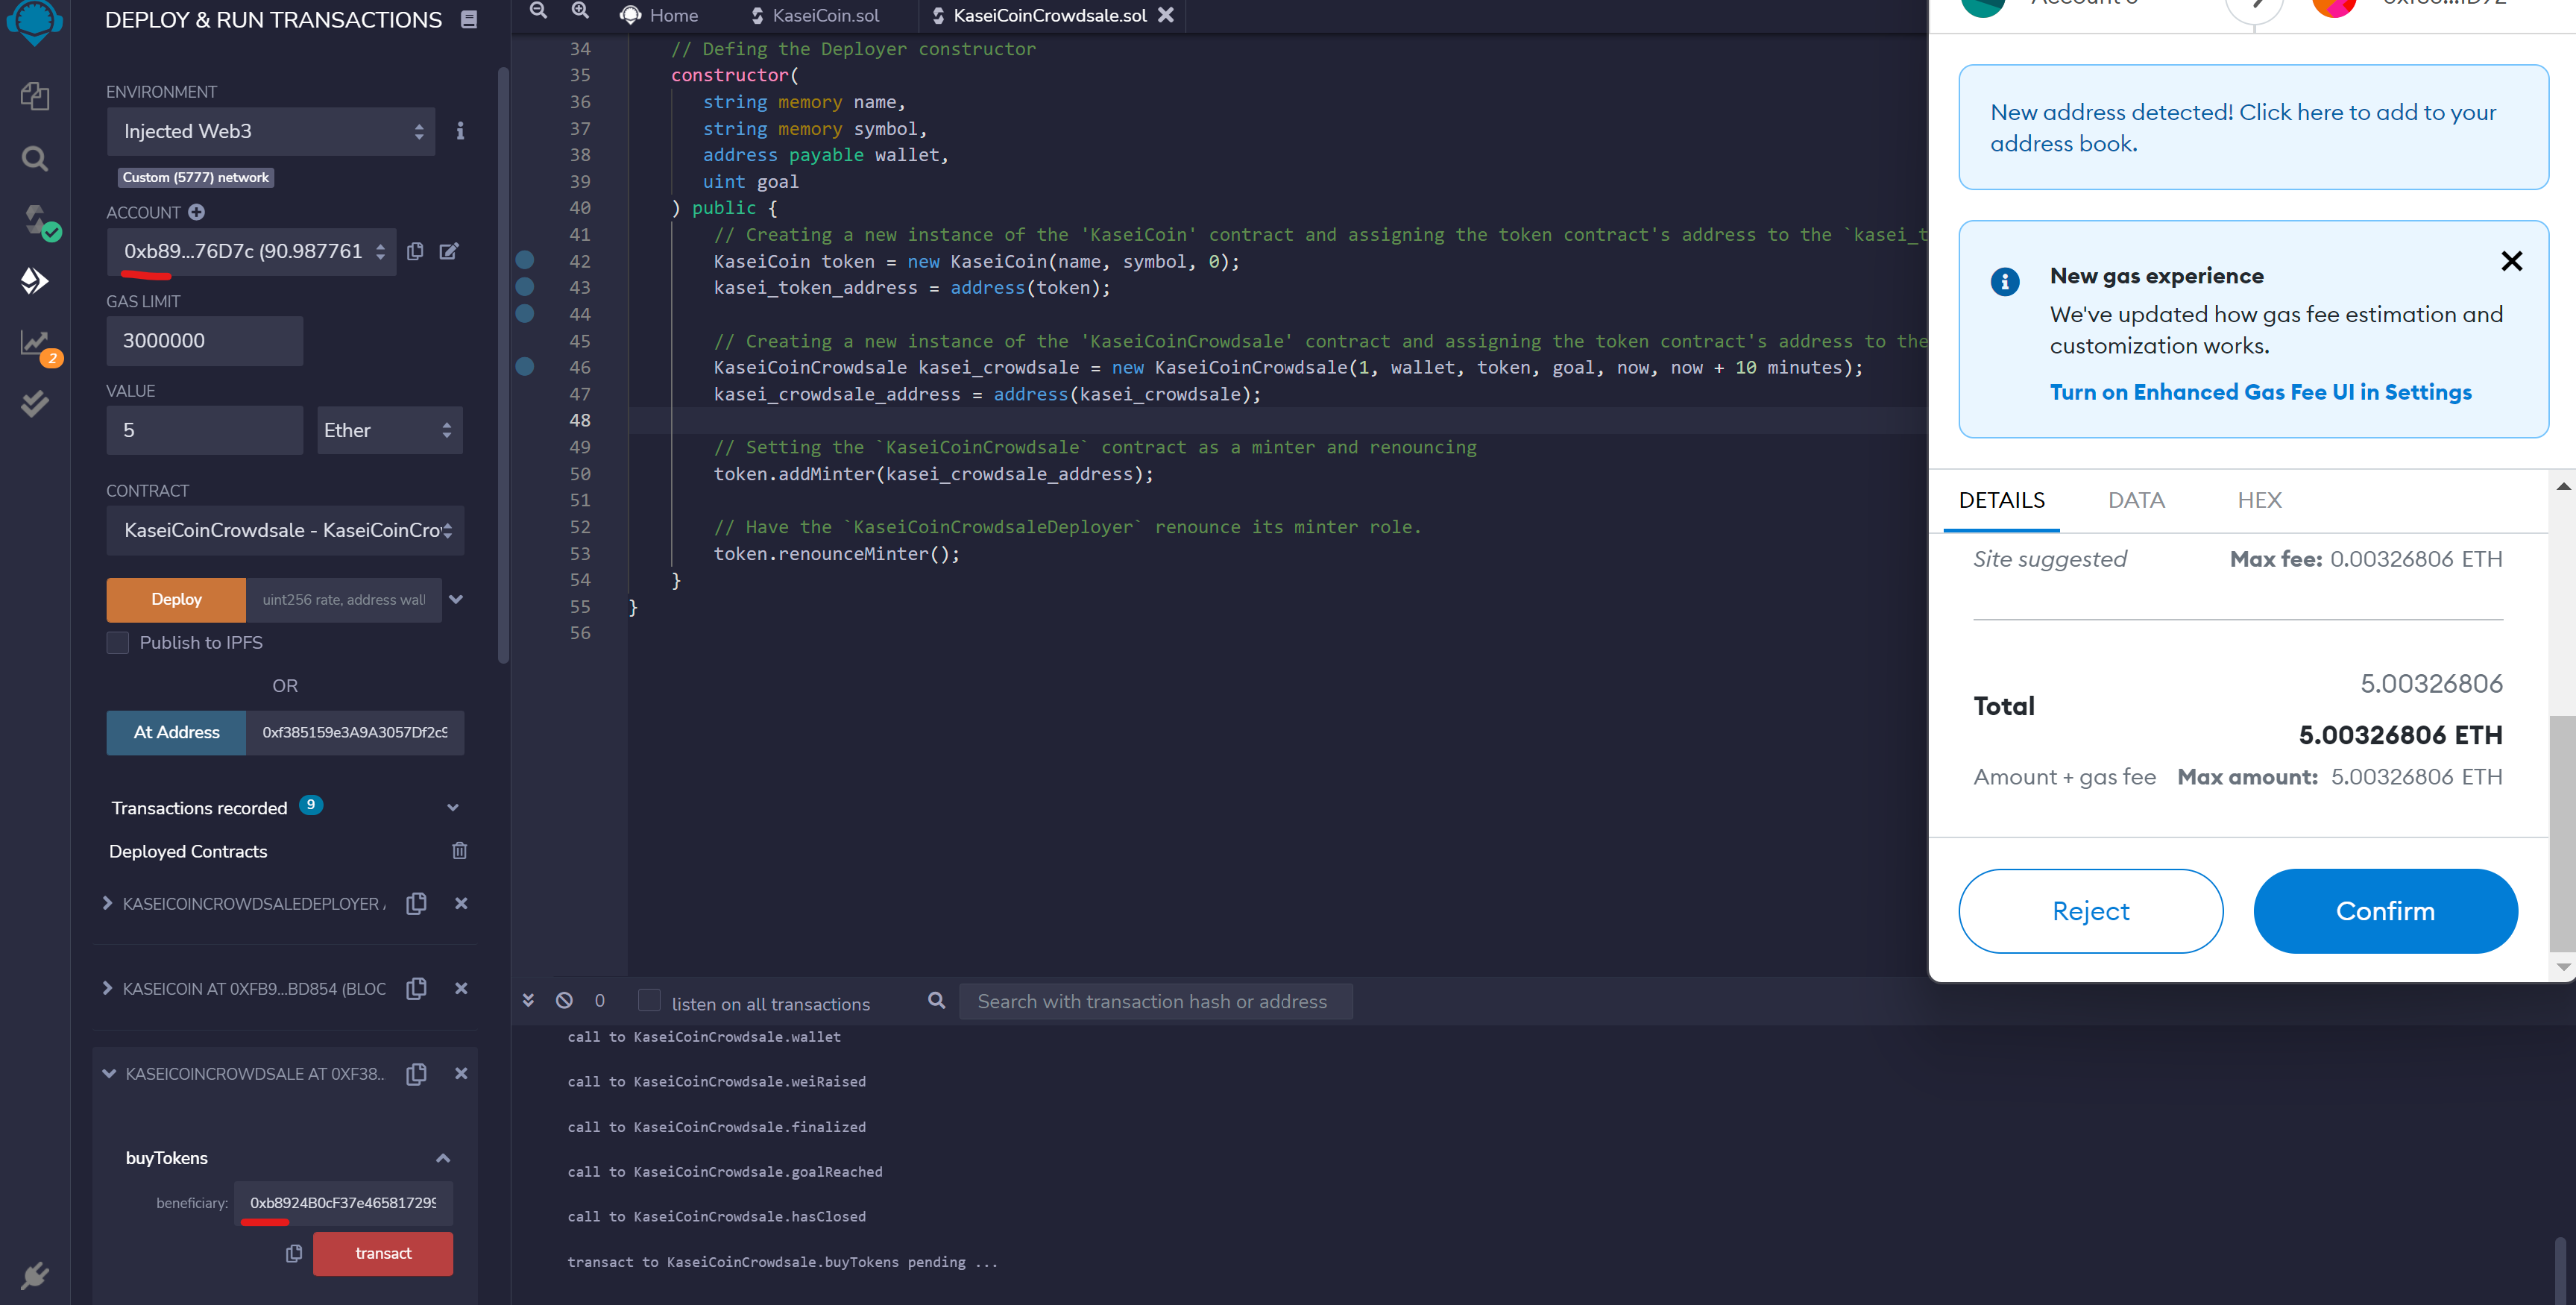 DEPLOY & RUN TRANSACTIONS
ENVIRONMENT
Injected Web3
Custom (5777) network
ACCOUNT
0xb89...76D7c (90.987761
GAS LIMIT
3000000
VALUE
5
Ether
CONTRACT
KaseiCoinCrowdsale - KaseiCoinCro
Deploy
uint256 rate, address wall
Publish to IPFS
OR
At Address
0xf385159e3A9A3057Df2c9
Transactions recorded 9
Deployed Contracts
KASEICOINCROWDSALEDEPLOYER
KASEICOIN AT 0XFB9...BD854 (BLOC
KASEICOINCROWDSALE AT 0XF38...
buyTokens
beneficiary:
0xb8924B0cF37e465817299
transact
2
Home
KaseiCoin.sol
KaseiCoinCrowdsale.sol
34 // Defing the Deployer constructor
35 constructor(
36 string memory name,
37 string memory symbol,
38 address payable wallet,
39 uint goal
40 ) public {
41 // Creating a new instance of the 'KaseiCoin' contract and assigning the token contract's address to the `kasei_t
42 KaseiCoin token = new KaseiCoin(name, symbol, 0);
43 kasei_token_address = address(token);
44
45 // Creating a new instance of the 'KaseiCoinCrowdsale' contract and assigning the token contract's address to the
46 KaseiCoinCrowdsale kasei_crowdsale = new KaseiCoinCrowdsale(1, wallet, token, goal, now, now + 10 minutes);
47 kasei_crowdsale_address = address(kasei_crowdsale);
48
49 // Setting the `KaseiCoinCrowdsale` contract as a minter and renouncing
50 token.addMinter(kasei_crowdsale_address);
51
52 // Have the `KaseiCoinCrowdsaleDeployer` renounce its minter role.
53 token.renounceMinter();
54 }
55 }
56
0
listen on all transactions
Search with transaction hash or address
call to KaseiCoinCrowdsale.wallet
call to KaseiCoinCrowdsale.weiRaised
call to KaseiCoinCrowdsale.finalized
call to KaseiCoinCrowdsale.goalReached
call to KaseiCoinCrowdsale.hasClosed
transact to KaseiCoinCrowdsale.buyTokens pending ...
New address detected! Click here to add to your
address book.
New gas experience
We've updated how gas fee estimation and
customization works.
Turn on Enhanced Gas Fee UI in Settings
DETAILS
DATA
HEX
Site suggested
Max fee: 0.00326806 ETH
5.00326806
Total
5.00326806 ETH
Amount + gas fee
Max amount: 5.00326806 ETH
Reject
Confirm